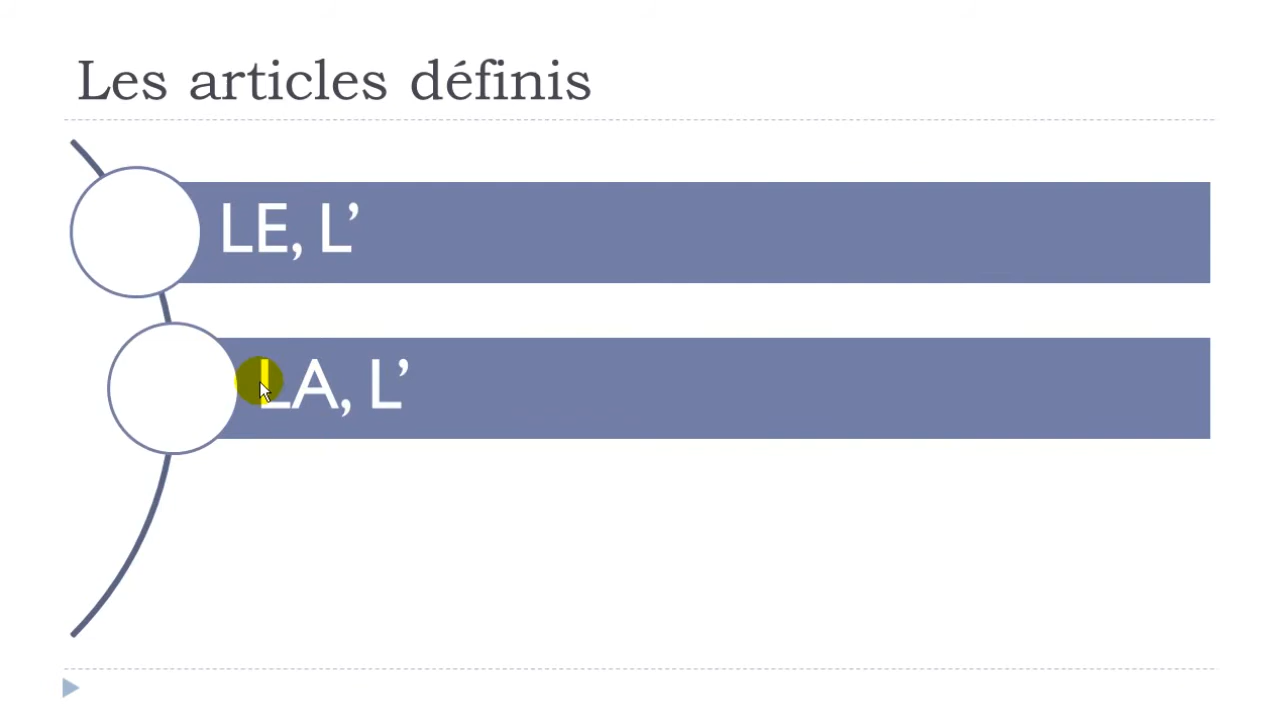 Les articles définis
LE, L’
LA, L’